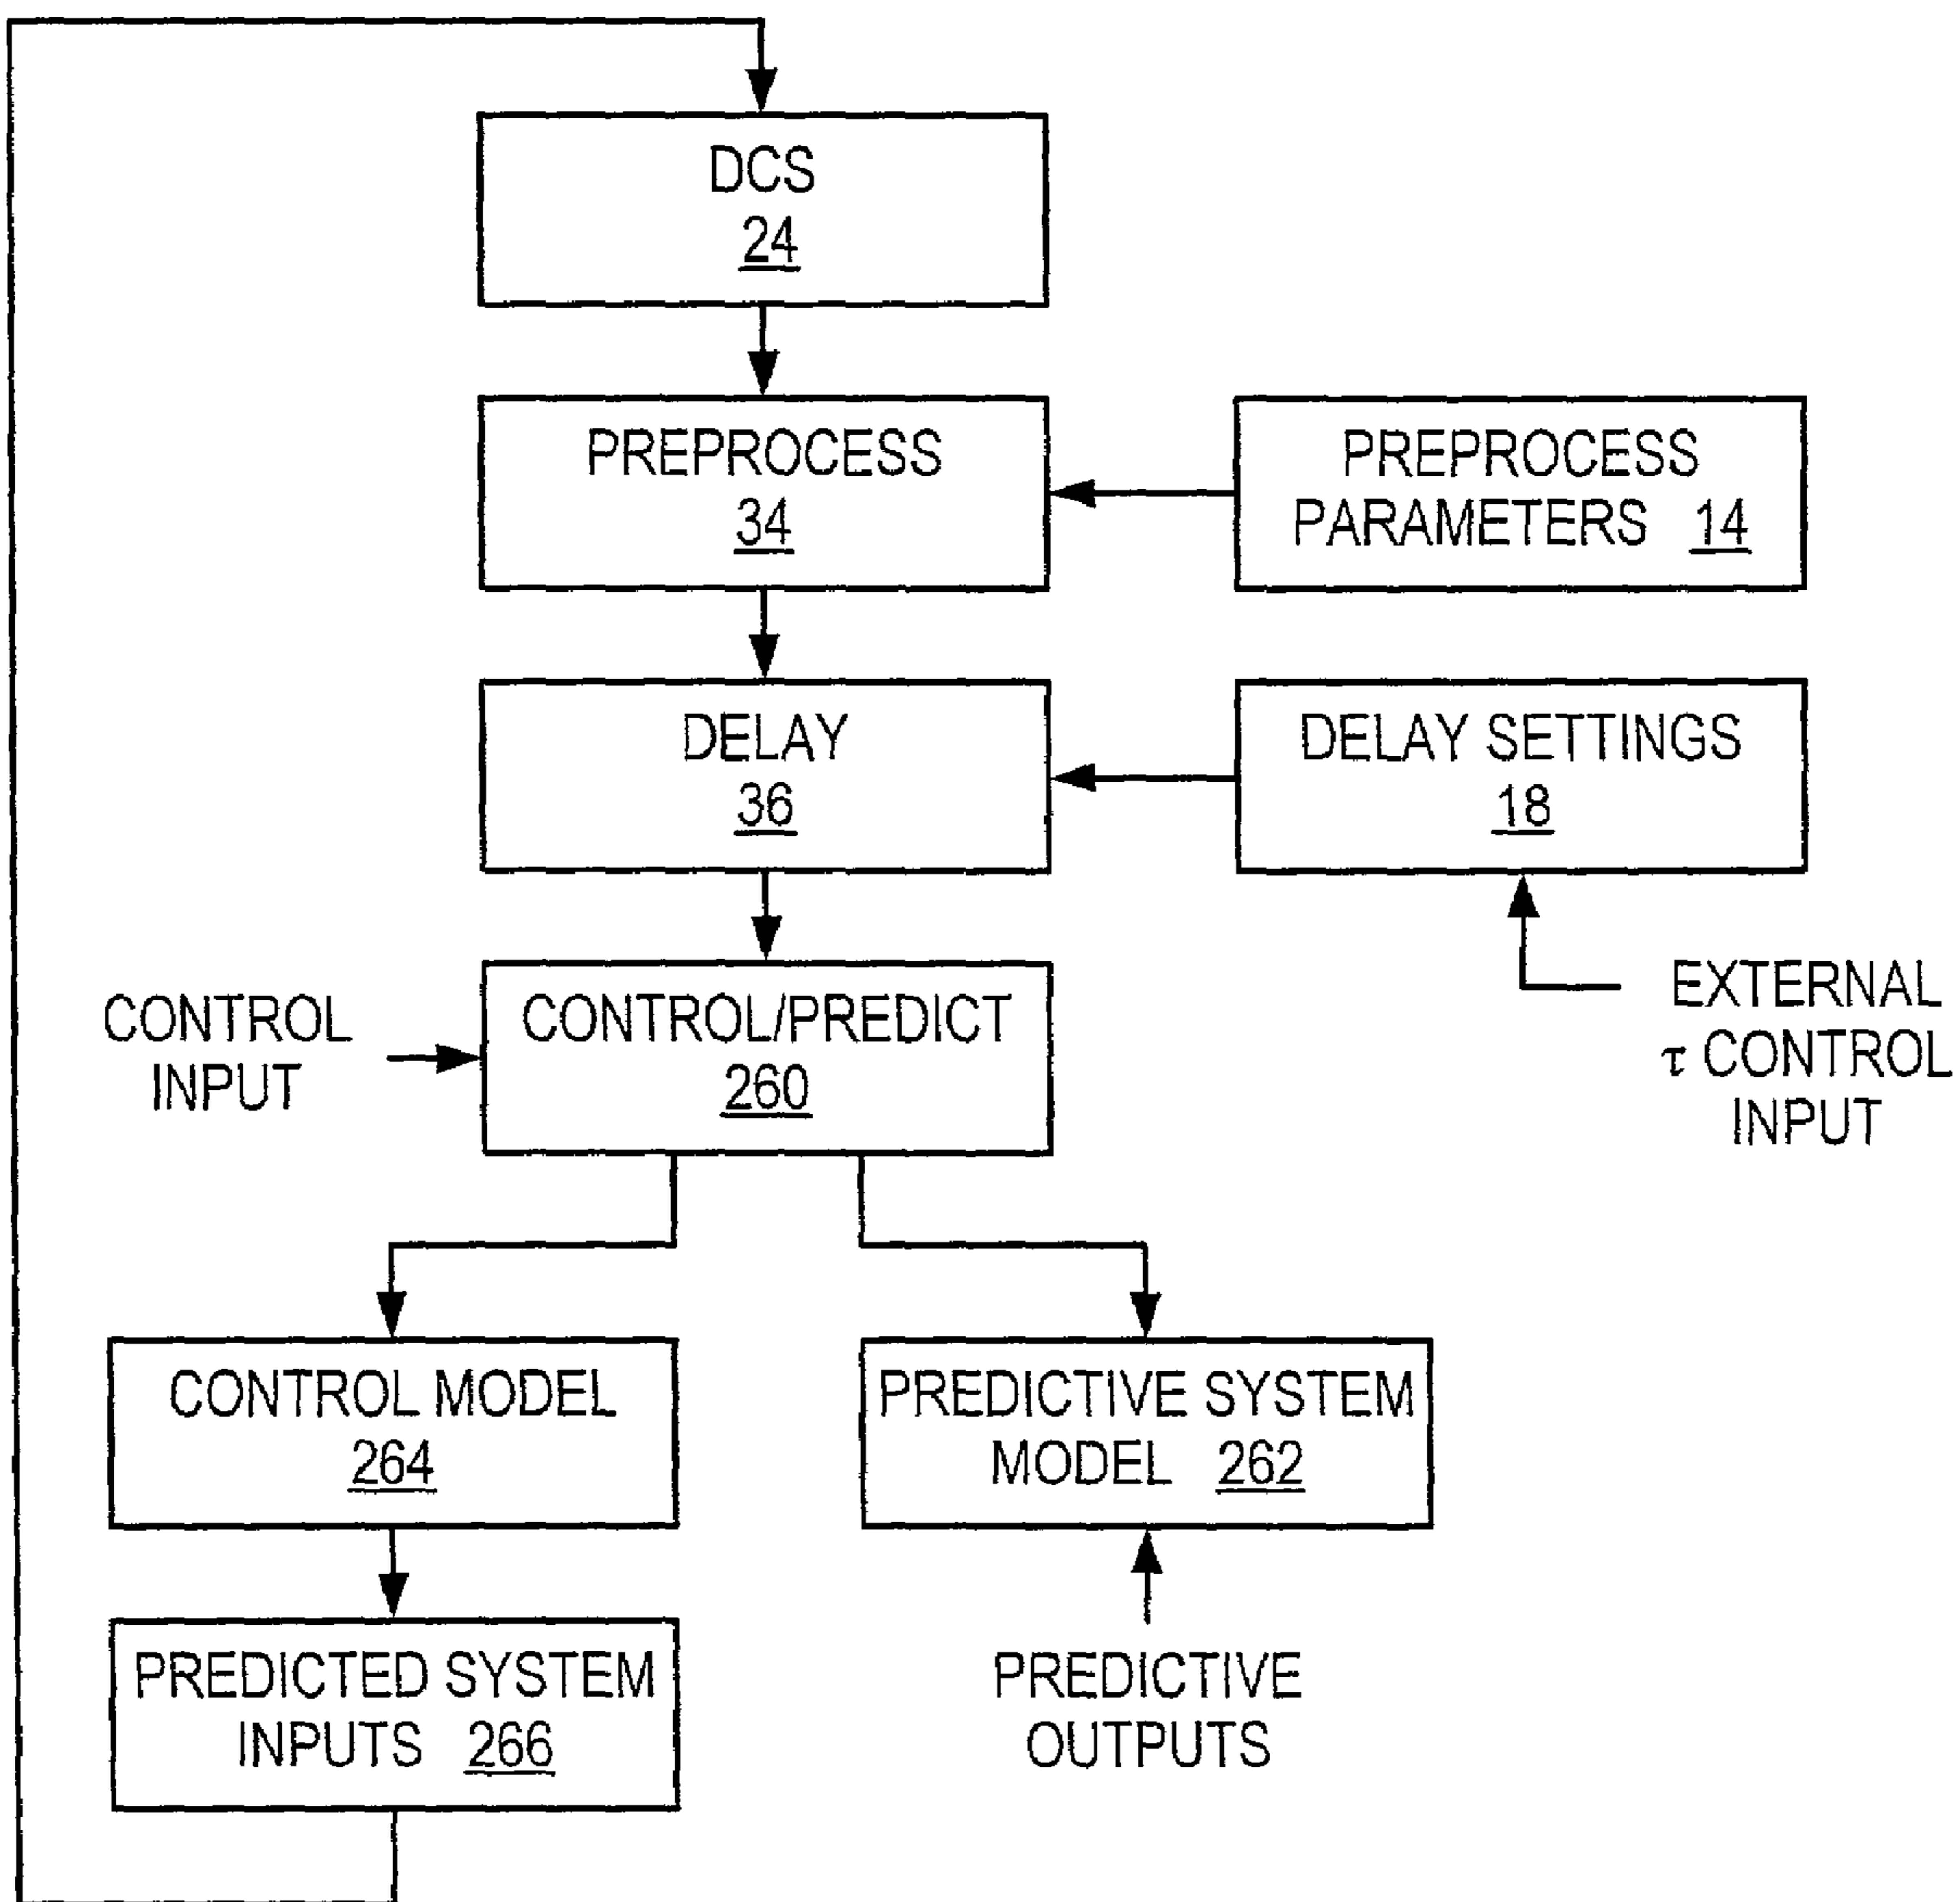 DCS
24
PREPROCESS
34
PREPROCESS
PARAMETERS 14
DELAY
36
DELAY SETTINGS
18
CONTROL
INPUT
CONTROL/PREDICT
260
EXTERNAL
τ CONTROL
INPUT
CONTROL MODEL
264
PREDICTIVE SYSTEM
MODEL 262
PREDICTED SYSTEM
INPUTS 266
PREDICTIVE
OUTPUTS